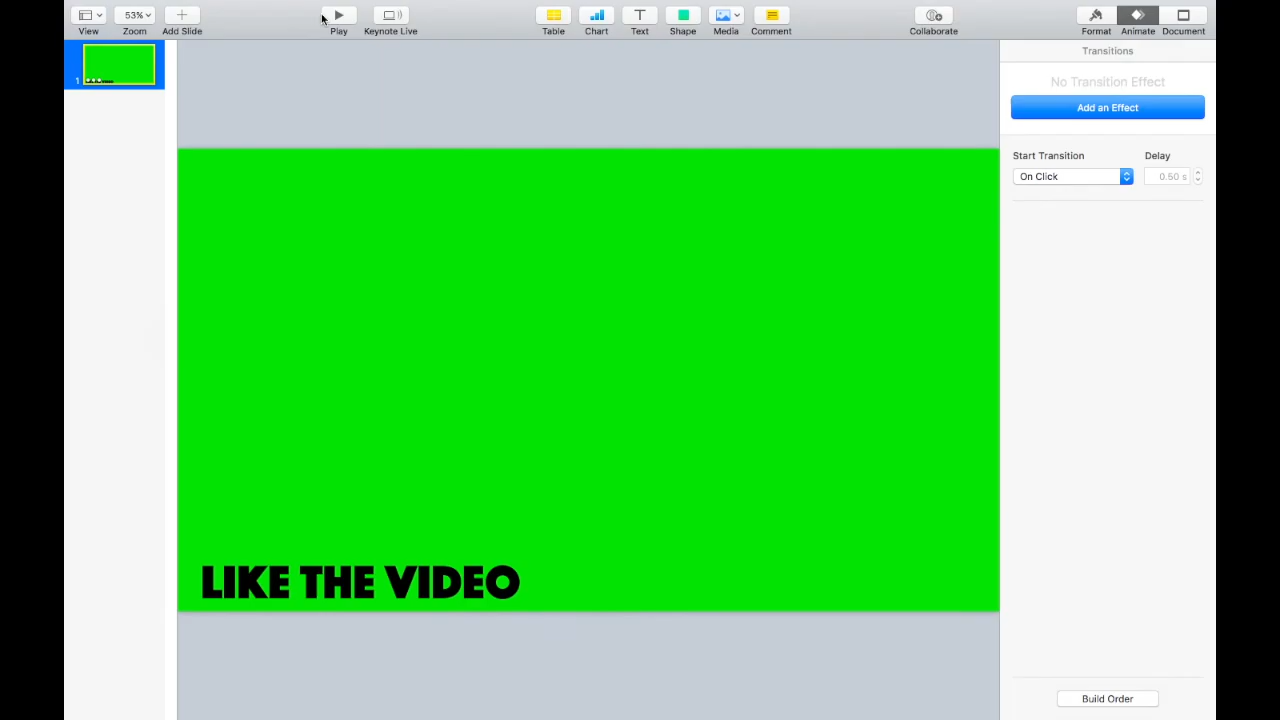 53%
View Zoom Add Slide Play Keynote Live Table Chart Text Shape Media Comment Collaborate Format Animate Document
Transitions
No Transition Effect
Add an Effect
Start Transition Delay
On Click 0.50 s
1
LIKE THE VIDEO
Build Order